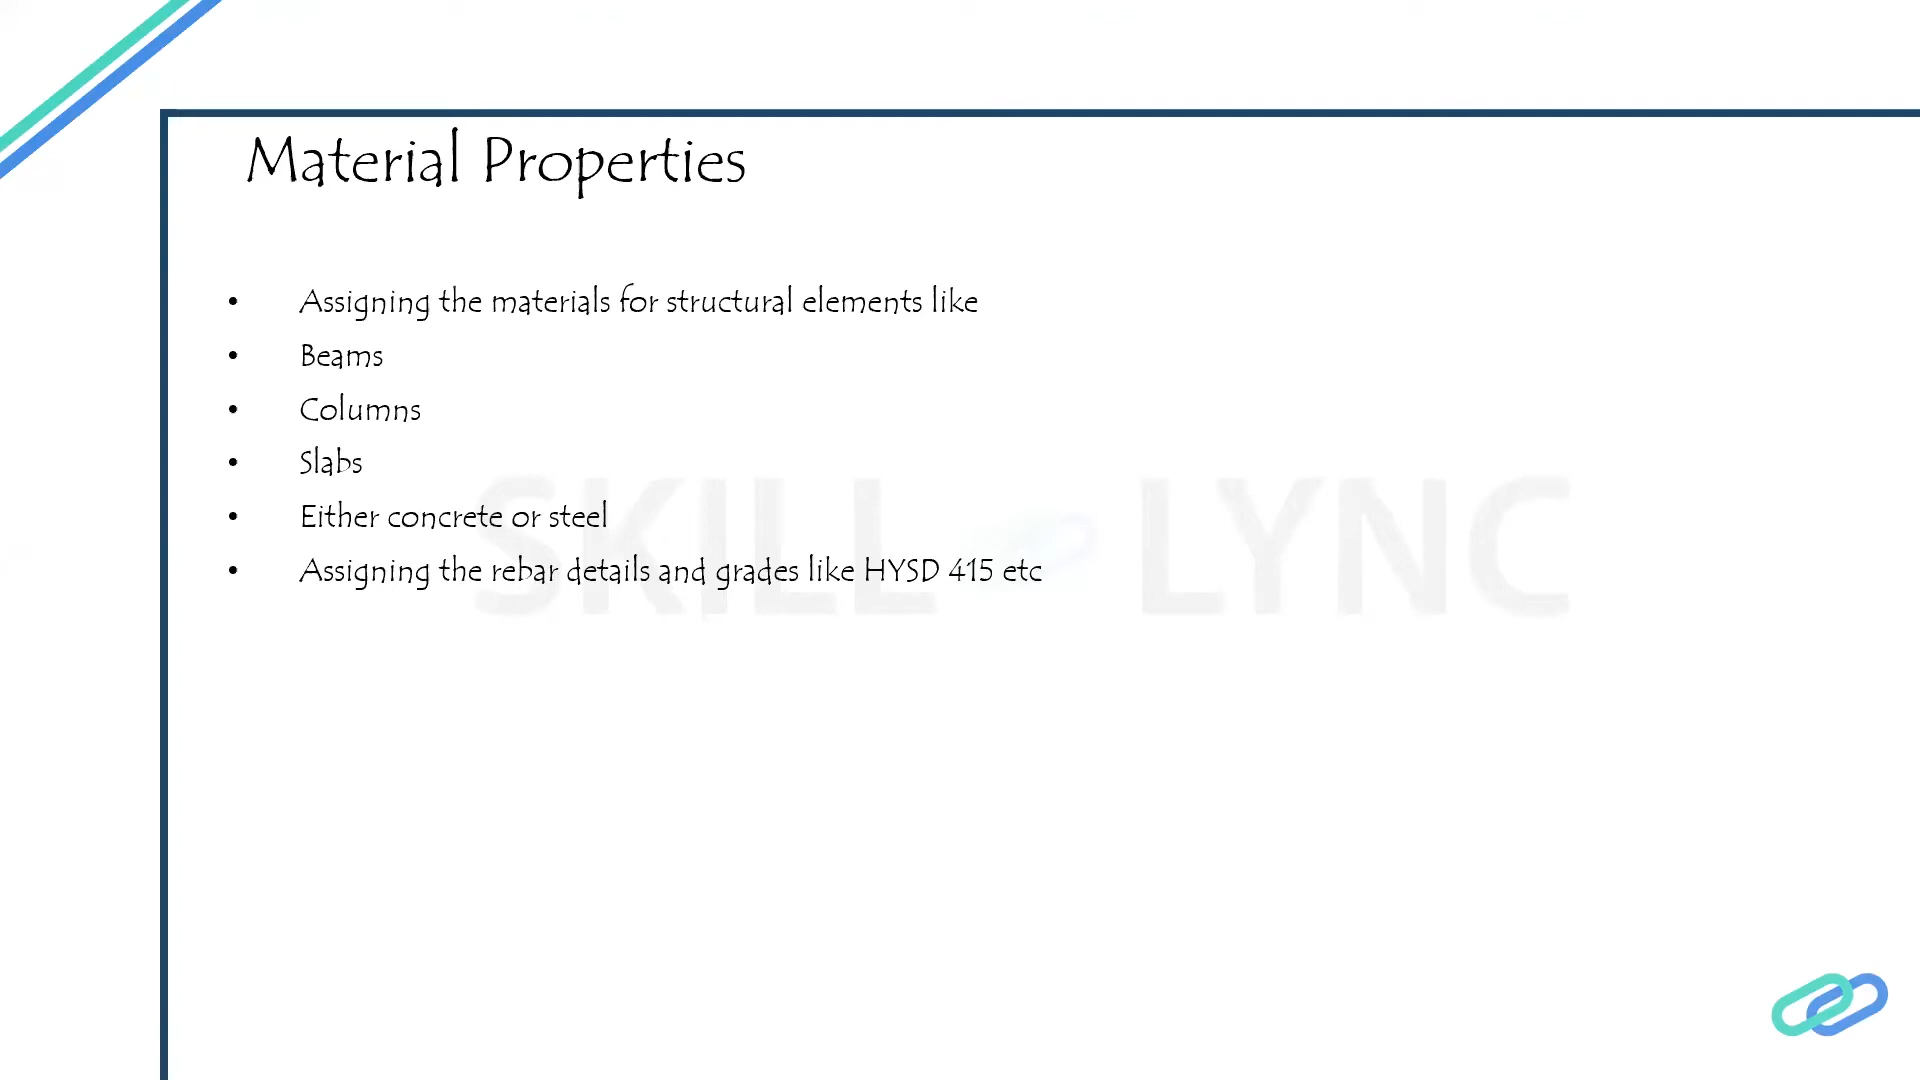 Material Properties
• Assigning the materials for structural elements like
• Beams
• Columns
• Slabs
• Either concrete or steel
• Assigning the rebar details and grades like HYSD 415 etc
SKILL LYNC